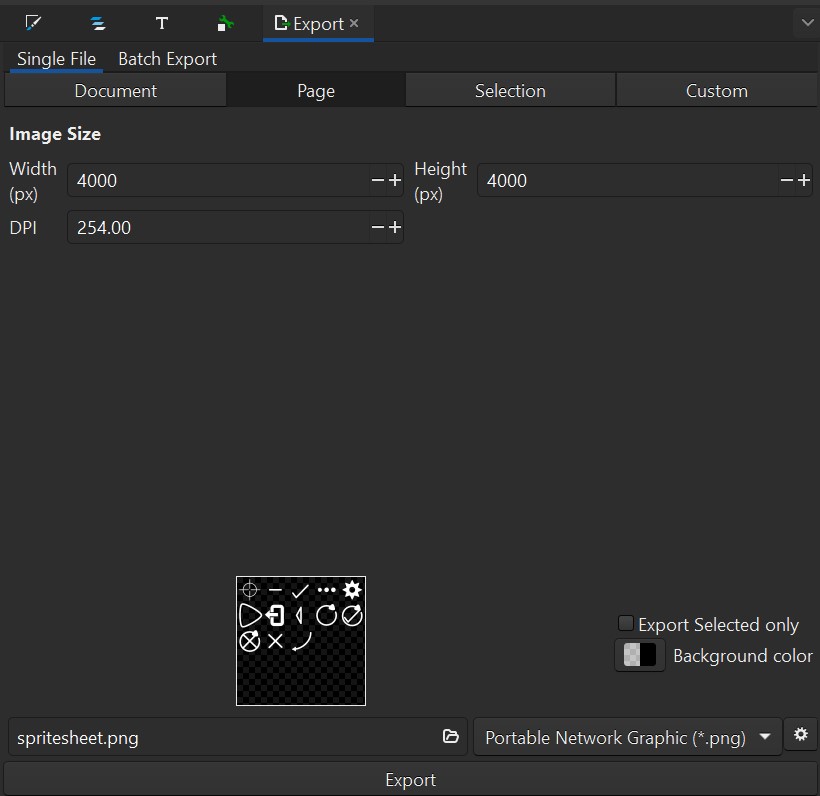 T
Export
Single File Batch Export
Document Page Selection Custom
Image Size
Width (px) 4000 Height (px) 4000
DPI 254.00
Export Selected only
Background color
spritesheet.png Portable Network Graphic (*.png)
Export